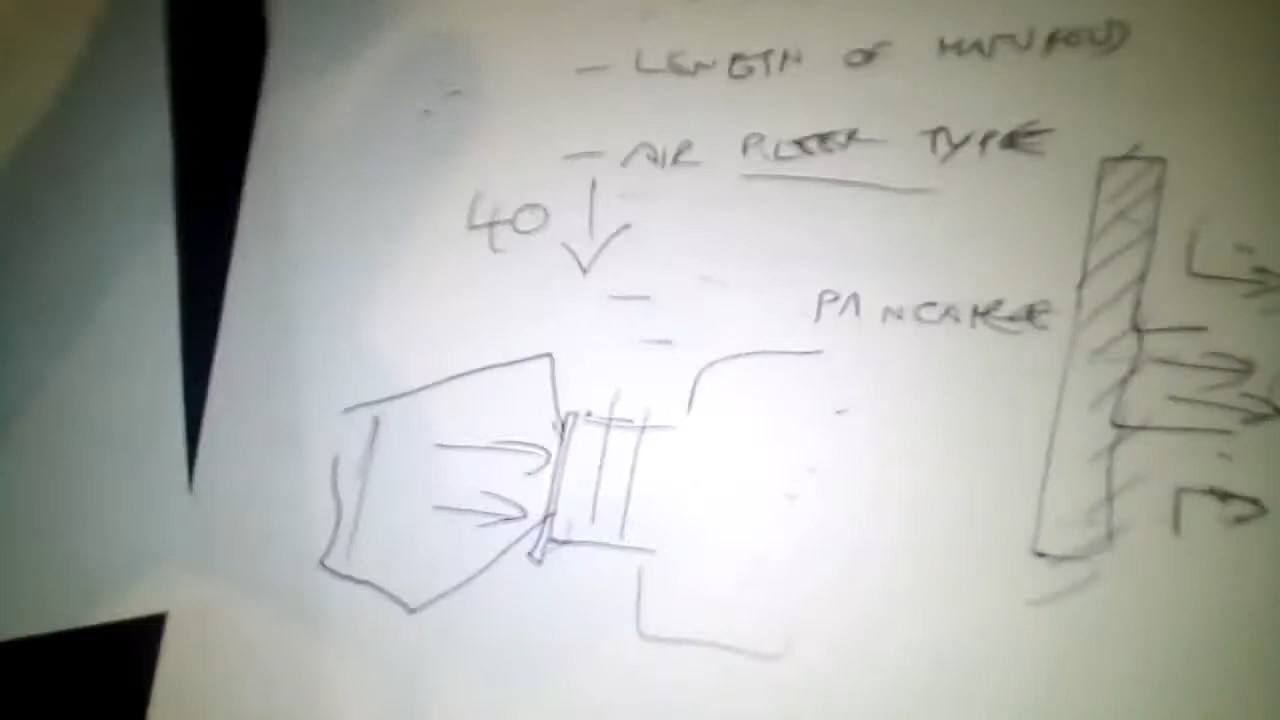 - LENGTH OF MANIFOLD
- AIR FILTER TYPE
40
PANCAKE